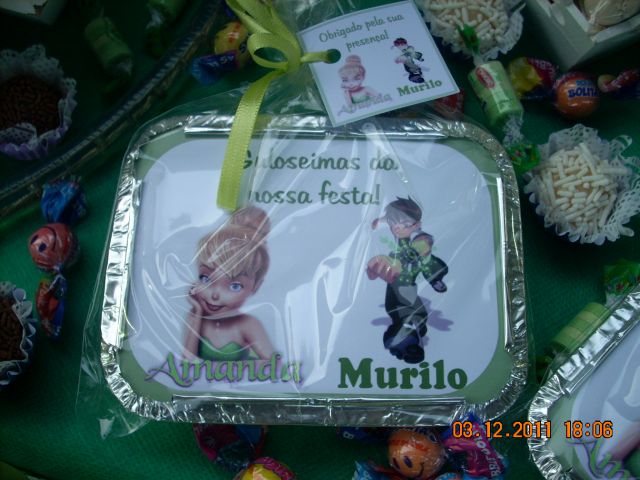 Obrigado pela sua
presença!
Amanda
Murilo
Guloseimas da
nossa festa!
Amanda
Murilo
03.12.2011 18:06